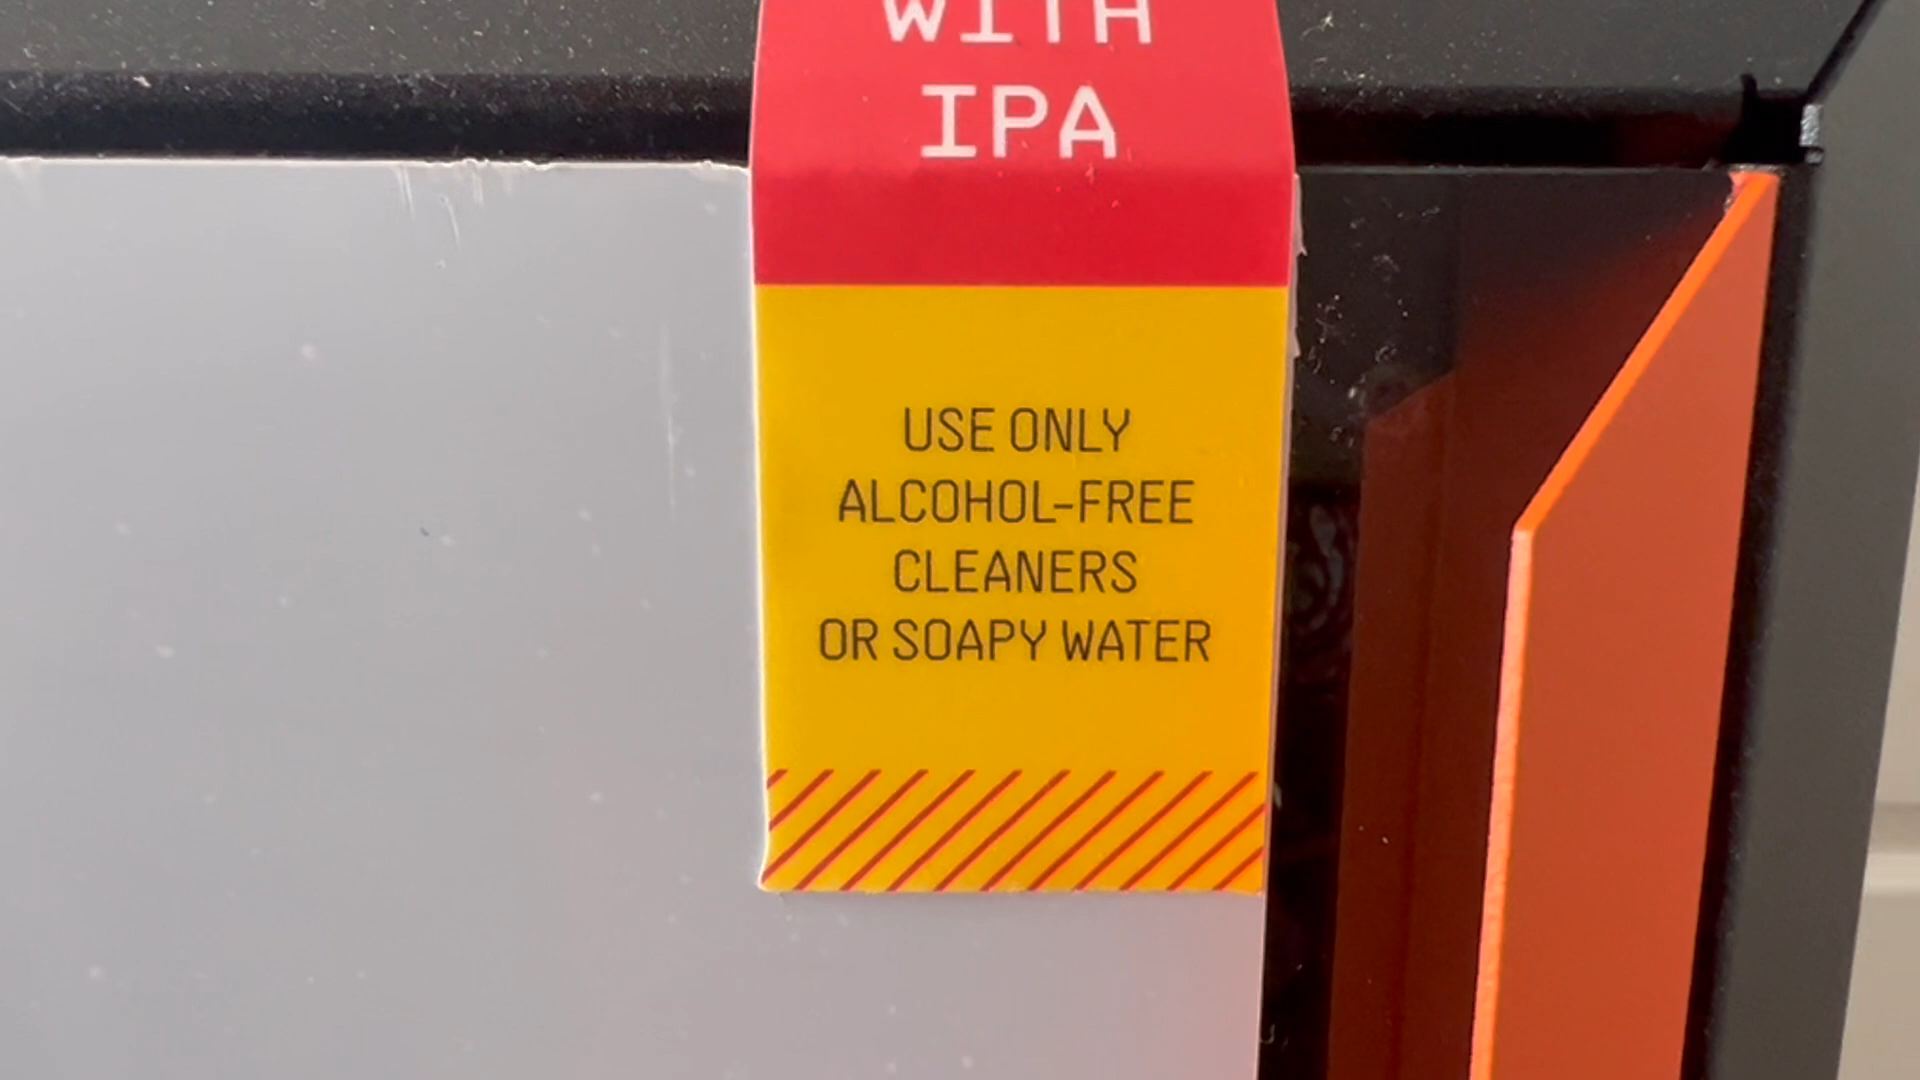 WITH
IPA
USE ONLY
ALCOHOL-FREE
CLEANERS
OR SOAPY WATER